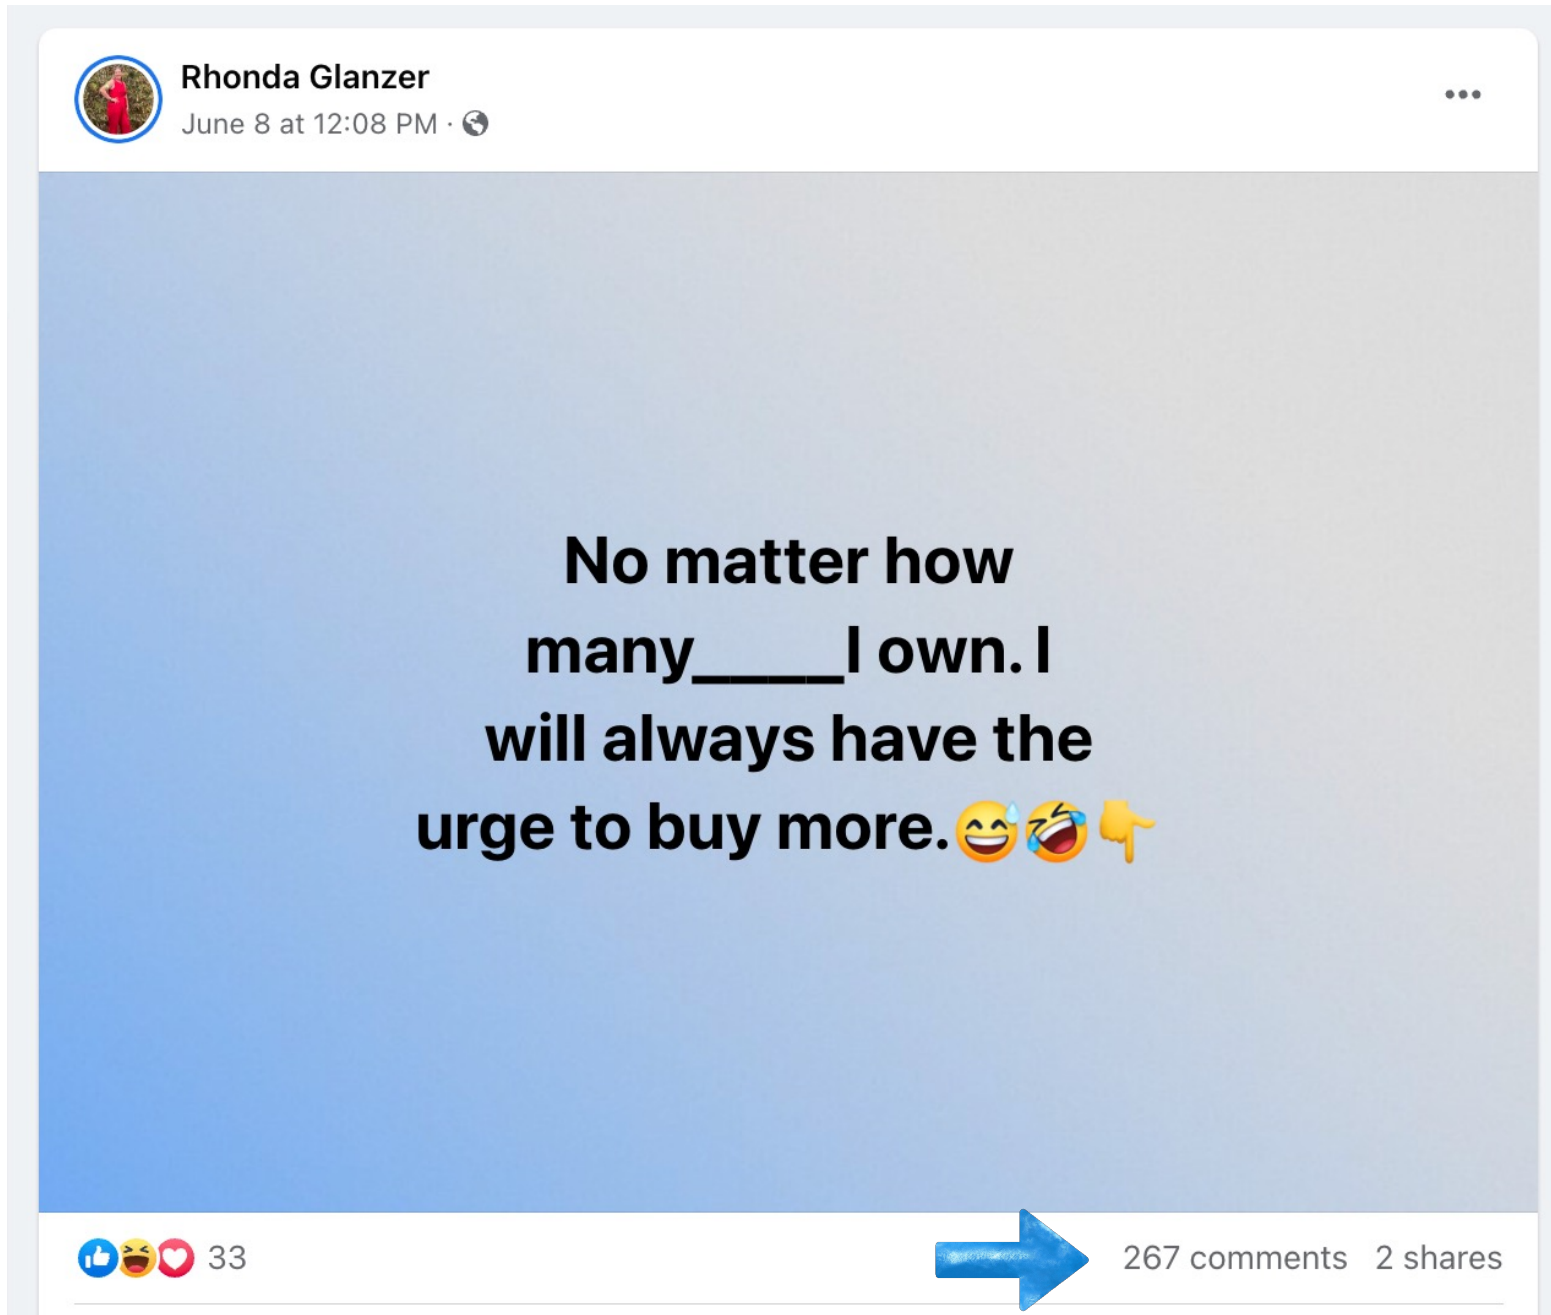 Rhonda Glanzer
June 8 at 12:08 PM ·
No matter how
many____I own. I
will always have the
urge to buy more.😅🤣👇
33
267 comments 2 shares